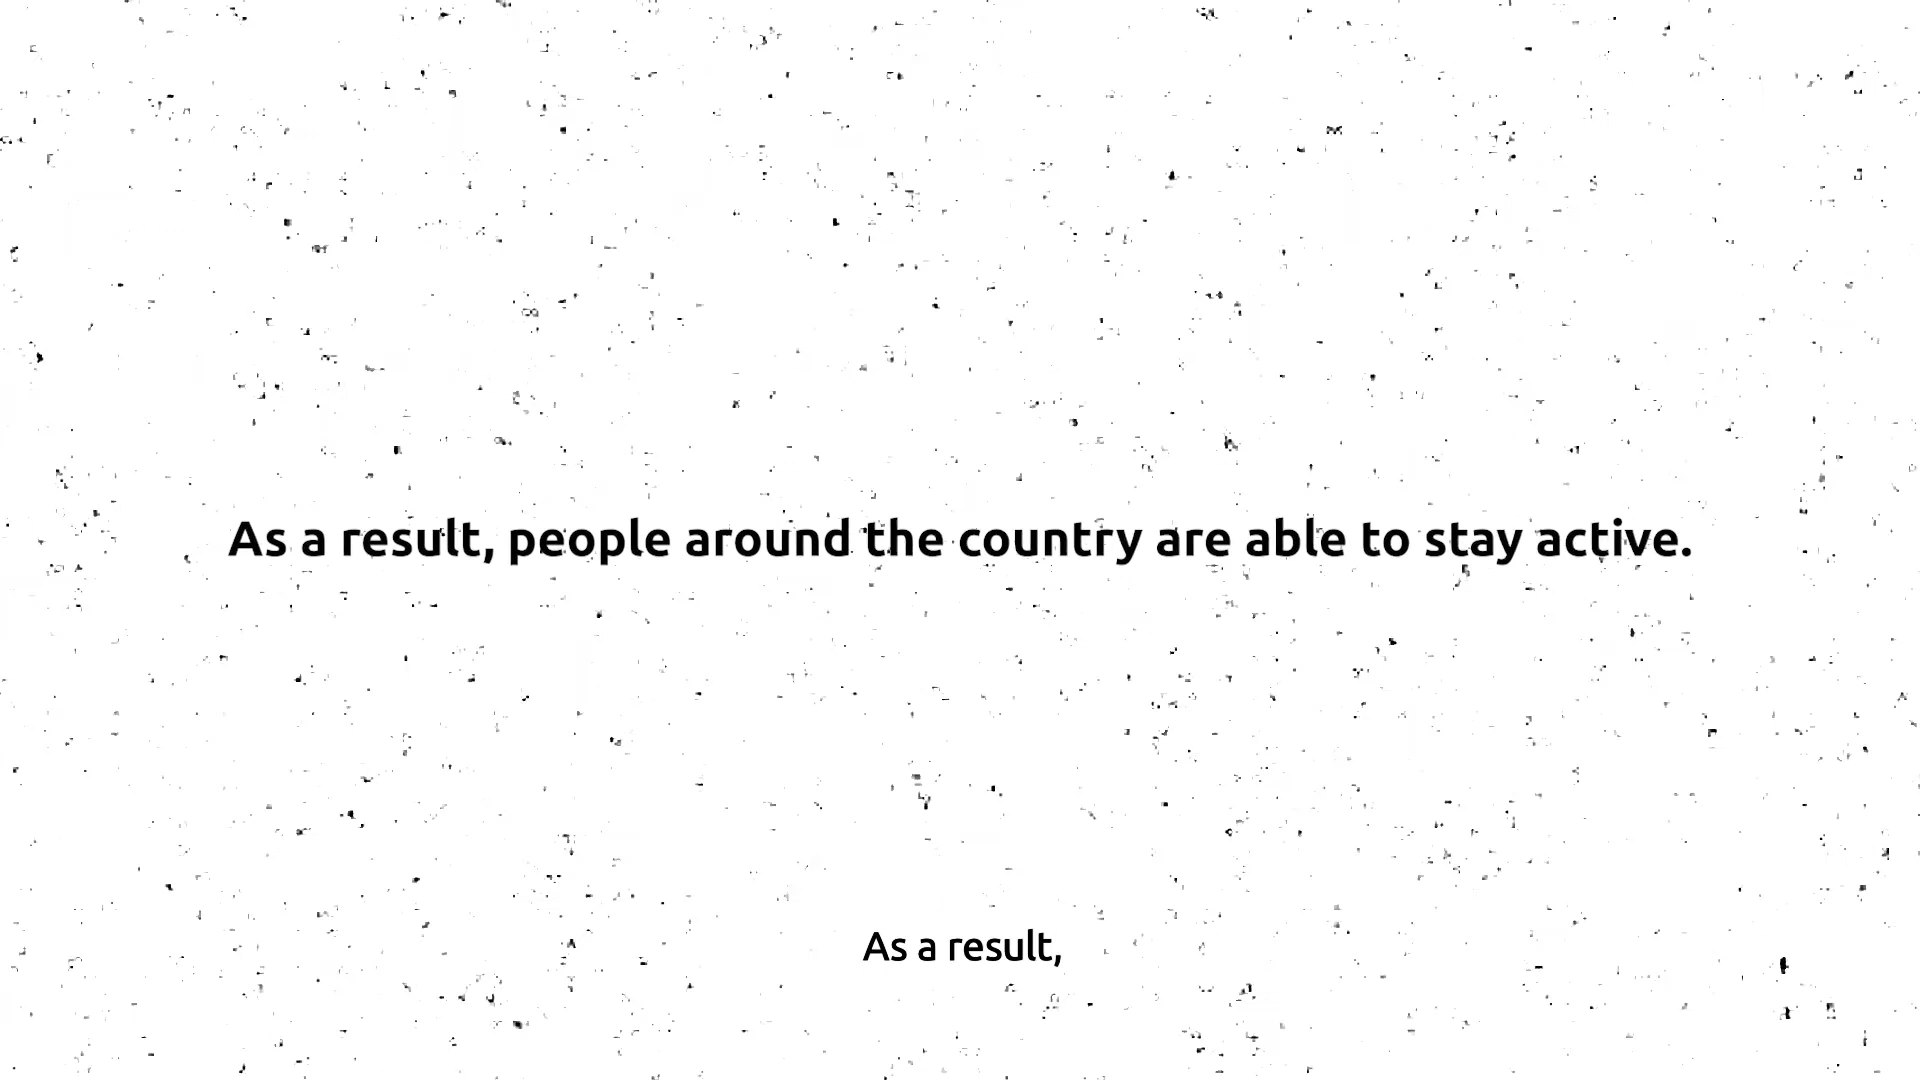 As a result, people around the country are able to stay active.
As a result,